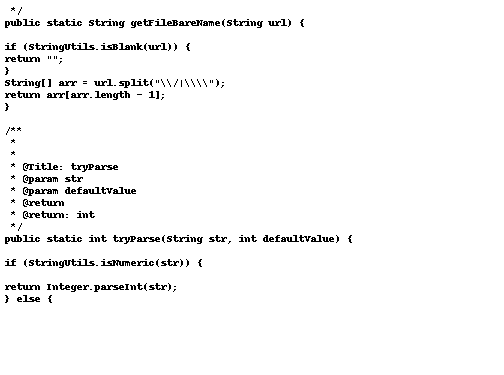 */
public static String getFileBareName(String url) {

if (StringUtils.isBlank(url)) {
return "";
}
String[] arr = url.split("\\/|\\\\");
return arr[arr.length - 1];
}

/**
 *
 *
 * @Title: tryParse
 * @param str
 * @param defaultValue
 * @return
 * @return: int
 */
public static int tryParse(String str, int defaultValue) {

if (StringUtils.isNumeric(str)) {

return Integer.parseInt(str);
} else {